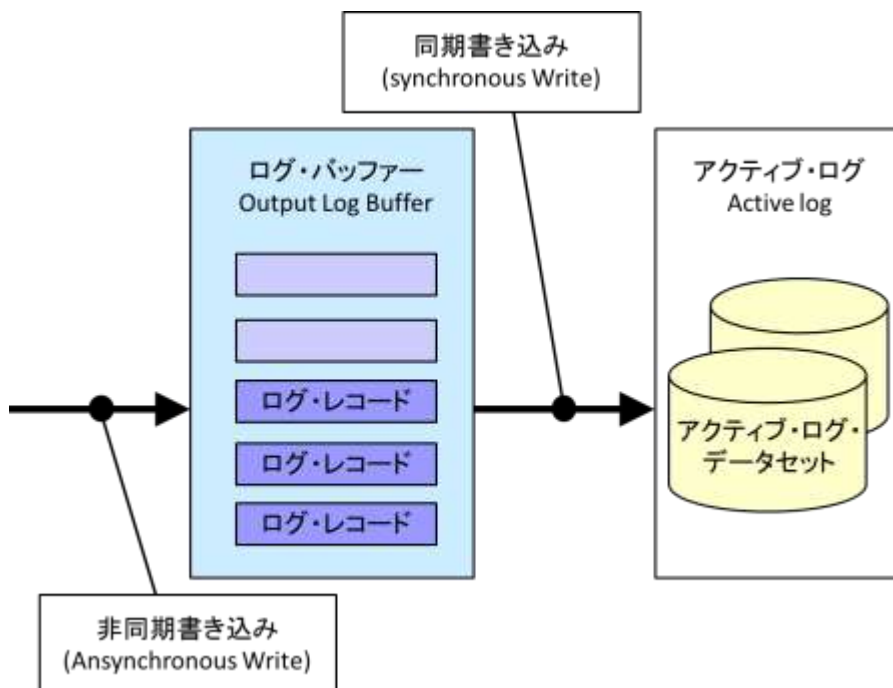 同期書き込み
(synchronous Write)
ログ・バッファー
Output Log Buffer
アクティブ・ログ
Active log
ログ・レコード
ログ・レコード
ログ・レコード
アクティブ・ログ・
データセット
非同期書き込み
(Ansynchronous Write)